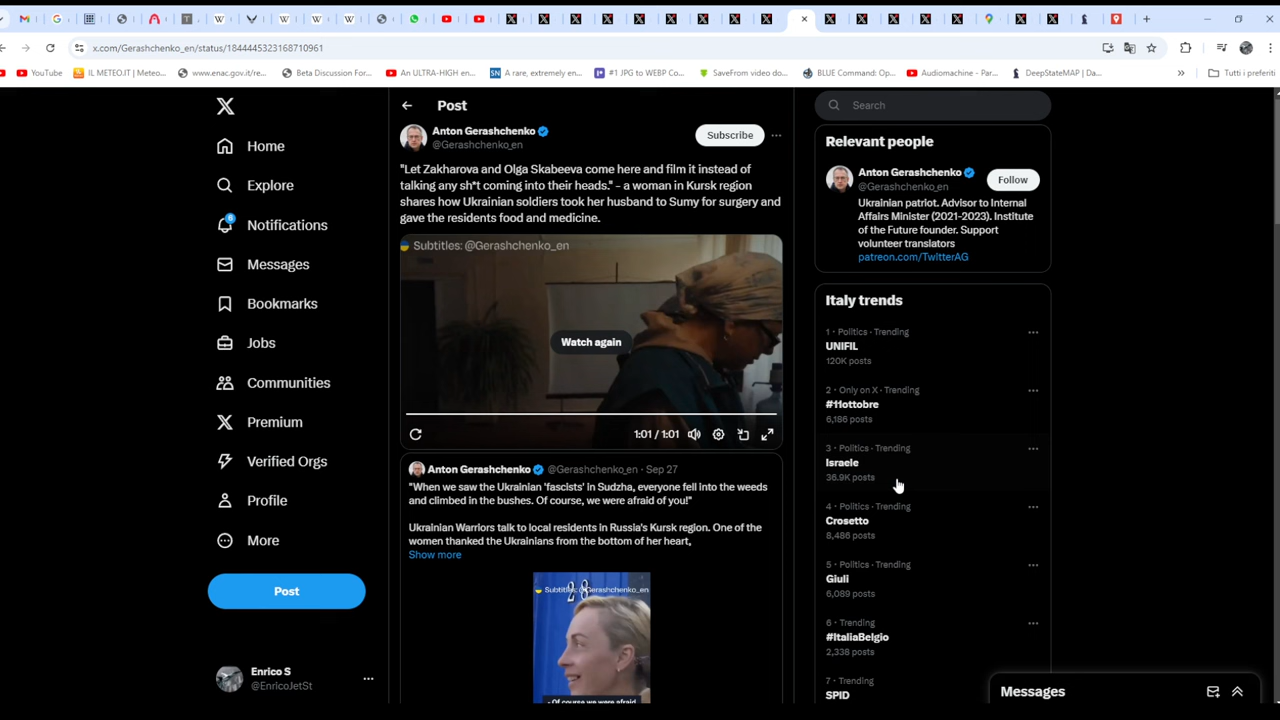 x.com/Gerashchenko_en/status/1844445323168710961
YouTube
IL METEO.IT | Meteo...
www.enac.gov.it/re...
Beta Discussion For...
An ULTRA-HIGH en...
A rare, extremely en...
#1 JPG to WEBP Co...
SaveFrom video do...
BLUE Command: Op...
Audiomachine - Par...
DeepStateMAP | Da...
Tutti i preferiti
Home
Explore
6
Notifications
Messages
Bookmarks
Jobs
Communities
Premium
Verified Orgs
Profile
More
Post
Enrico S
@EnricoJetSt
Post
Anton Gerashchenko
@Gerashchenko_en
Subscribe
"Let Zakharova and Olga Skabeeva come here and film it instead of
talking any sh*t coming into their heads." - a woman in Kursk region
shares how Ukrainian soldiers took her husband to Sumy for surgery and
gave the residents food and medicine.
Subtitles: @Gerashchenko_en
Watch again
1:01 / 1:01
Anton Gerashchenko @Gerashchenko_en · Sep 27
"When we saw the Ukrainian 'fascists' in Sudzha, everyone fell into the weeds
and climbed in the bushes. Of course, we were afraid of you!"
Ukrainian Warriors talk to local residents in Russia's Kursk region. One of the
women thanked the Ukrainians from the bottom of her heart,
Show more
28
Subtitles: @Gerashchenko_en
- Of course we were afraid
Search
Relevant people
Anton Gerashchenko
@Gerashchenko_en
Follow
Ukrainian patriot. Advisor to Internal
Affairs Minister (2021-2023). Institute
of the Future founder. Support
volunteer translators
patreon.com/TwitterAG
Italy trends
1 · Politics · Trending
UNIFIL
120K posts
2 · Only on X · Trending
#11ottobre
6,186 posts
3 · Politics · Trending
Israele
36.9K posts
4 · Politics · Trending
Crosetto
8,486 posts
5 · Politics · Trending
Giuli
6,089 posts
6 · Trending
#ItaliaBelgio
2,338 posts
7 · Trending
SPID
Messages